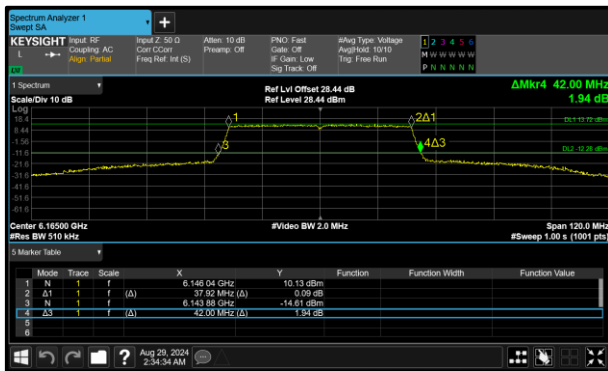 Spectrum Analyzer 1
Swept SA
KEYSIGHT Input: RF Input Z: 50 Ω Atten: 10 dB PNO: Fast #Avg Type: Voltage 1 2 3 4 5 6
L Coupling: AC Corr CCorr Preamp: Off Gate: Off Avg|Hold: 10/10 M W W W W W
Align: Partial Freq Ref: Int (S) IF Gain: Low Trig: Free Run P N N N N N
Sig Track: Off
1 Spectrum Ref Lvl Offset 28.44 dB ΔMkr4 42.00 MHz
Scale/Div 10 dB Ref Level 28.44 dBm 1.94 dB
Log
18.4 1 2Δ1 DL1 13.72 dBm
8.44
-1.56
-11.6 3 4Δ3 DL2 -12.28 dBm
-21.6
-31.6
-41.6
-51.6
-61.6
Center 6.16500 GHz #Video BW 2.0 MHz Span 120.0 MHz
#Res BW 510 kHz #Sweep 1.00 s (1001 pts)
5 Marker Table
Mode Trace Scale X Y Function Function Width Function Value
1 N 1 f 6.146 04 GHz 10.13 dBm
2 Δ1 1 f (Δ) 37.92 MHz (Δ) 0.09 dB
3 N 1 f 6.143 88 GHz -14.61 dBm
4 Δ3 1 f (Δ) 42.00 MHz (Δ) 1.94 dB
5
6
? Aug 29, 2024
2:34:34 AM